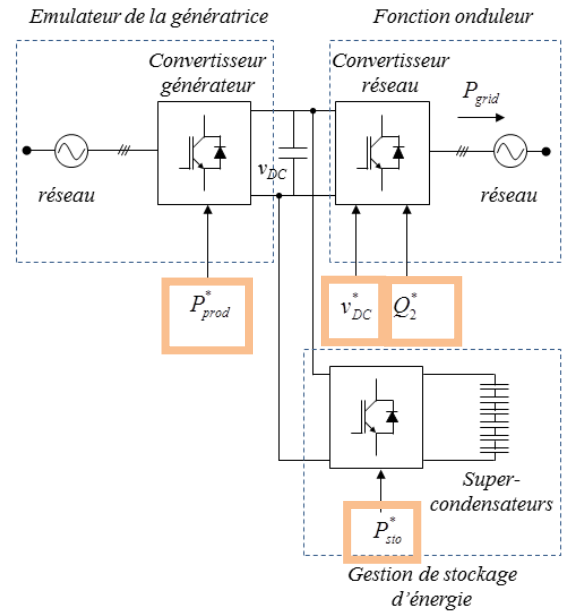 Emulateur de la génératrice
Fonction onduleur
Convertisseur
générateur
Convertisseur
réseau
P_grid
v_DC
réseau
réseau
P*_prod
v*_DC
Q*_2
Super-
condensateurs
P*_sto
Gestion de stockage
d'énergie